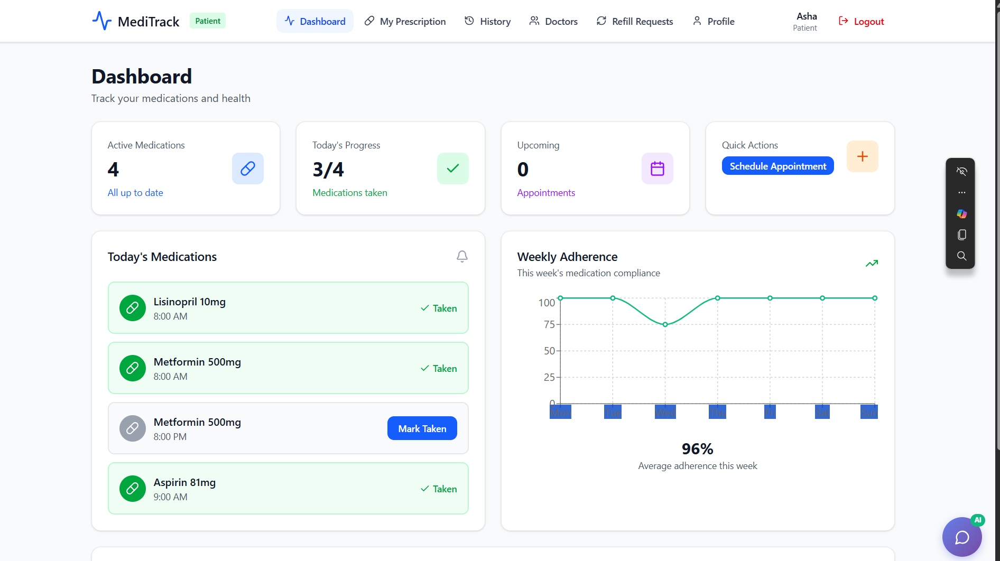 MediTrack
Patient
Dashboard
My Prescription
History
Doctors
Refill Requests
Profile
Asha
Patient
Logout
Dashboard
Track your medications and health
Active Medications
4
All up to date
Today's Progress
3/4
Medications taken
Upcoming
0
Appointments
Quick Actions
Schedule Appointment
Today's Medications
Lisinopril 10mg
8:00 AM
Taken
Metformin 500mg
8:00 AM
Taken
Metformin 500mg
8:00 PM
Mark Taken
Aspirin 81mg
9:00 AM
Taken
Weekly Adherence
This week's medication compliance
100
75
50
25
0
Mon Tue Wed Thu Fri Sat Sun
96%
Average adherence this week
AI